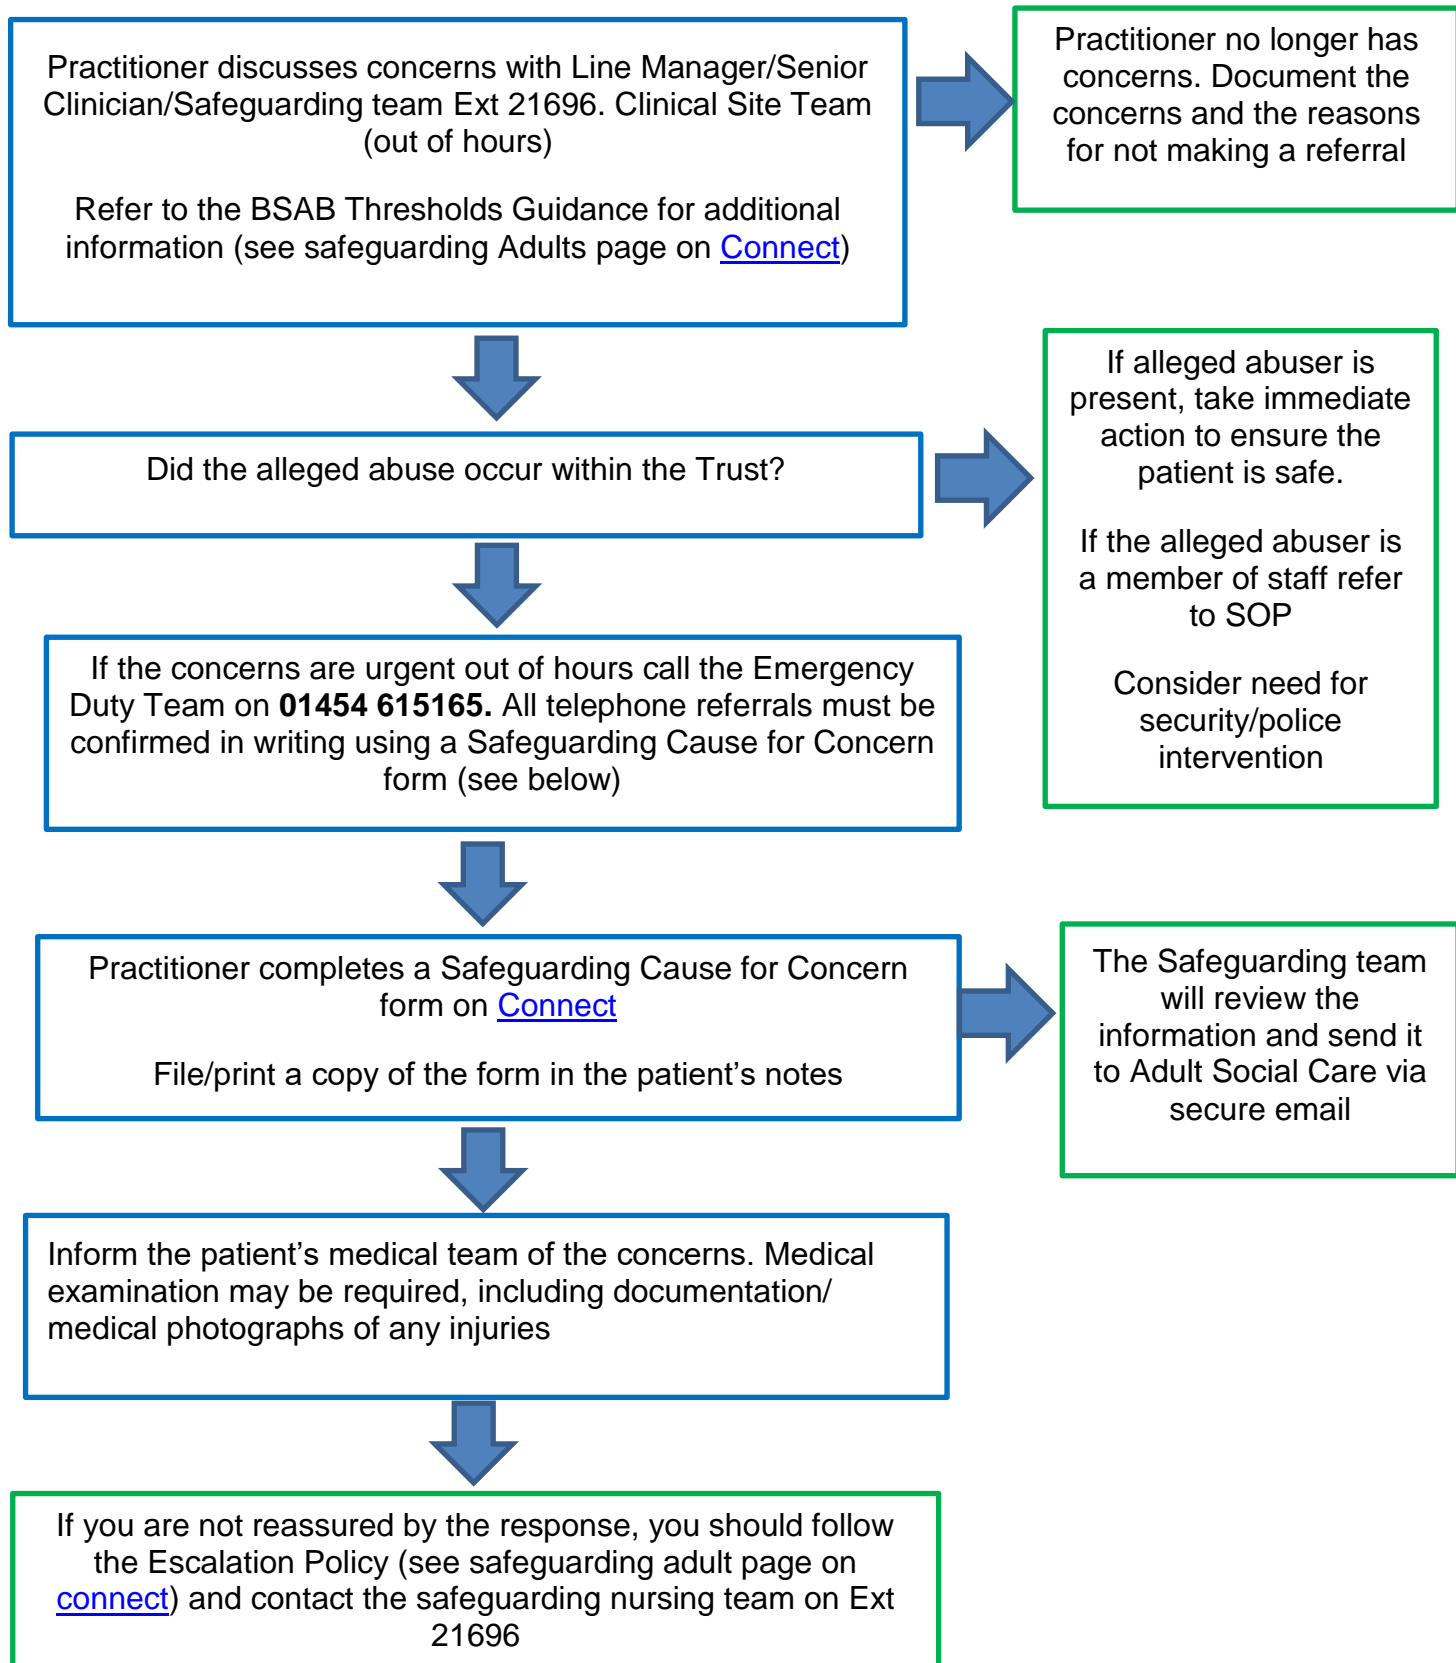 Practitioner discusses concerns with Line Manager/Senior
Clinician/Safeguarding team Ext 21696. Clinical Site Team
(out of hours)
Refer to the BSAB Thresholds Guidance for additional
information (see safeguarding Adults page on Connect)
Practitioner no longer has
concerns. Document the
concerns and the reasons
for not making a referral
Did the alleged abuse occur within the Trust?
If alleged abuser is
present, take immediate
action to ensure the
patient is safe.
If the alleged abuser is
a member of staff refer
to SOP
Consider need for
security/police
intervention
If the concerns are urgent out of hours call the Emergency
Duty Team on 01454 615165. All telephone referrals must be
confirmed in writing using a Safeguarding Cause for Concern
form (see below)
Practitioner completes a Safeguarding Cause for Concern
form on Connect
File/print a copy of the form in the patient's notes
The Safeguarding team
will review the
information and send it
to Adult Social Care via
secure email
Inform the patient's medical team of the concerns. Medical
examination may be required, including documentation/
medical photographs of any injuries
If you are not reassured by the response, you should follow
the Escalation Policy (see safeguarding adult page on
connect) and contact the safeguarding nursing team on Ext
21696